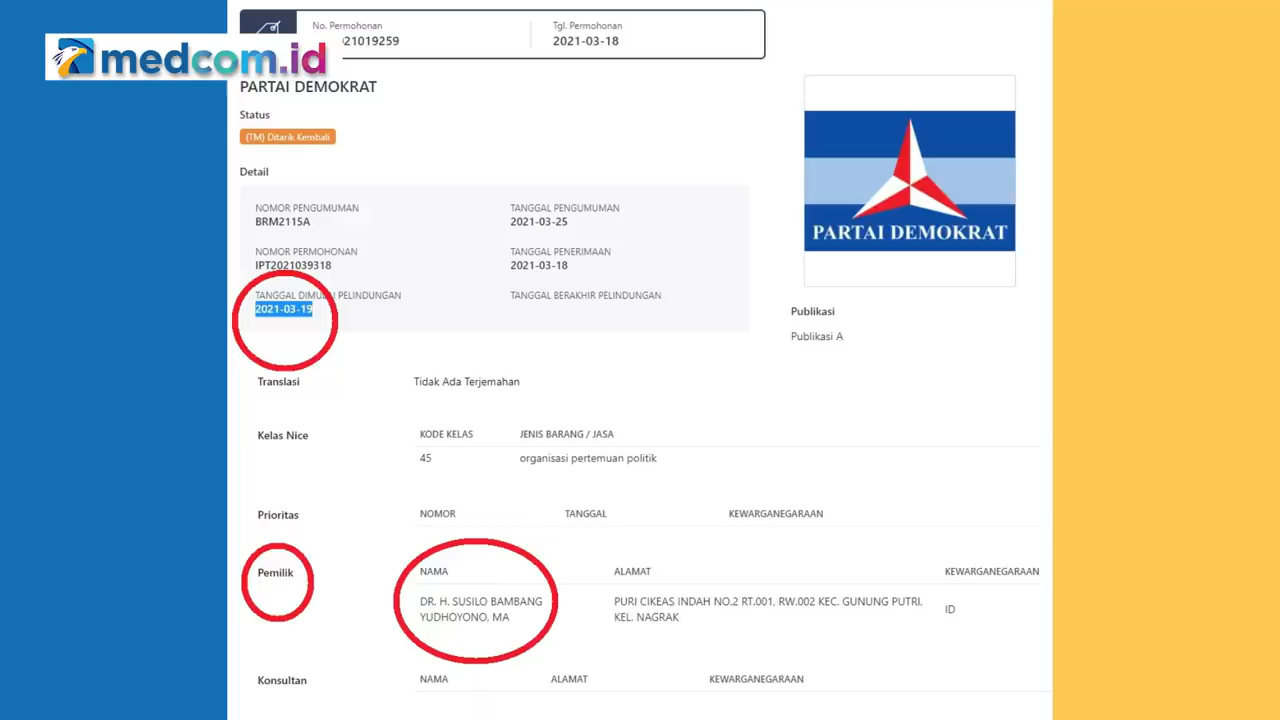 No. Permohonan
Tgl. Permohonan
021019259
2021-03-18
medcom.id
PARTAI DEMOKRAT
Status
(TM) Ditarik Kembali
Detail
NOMOR PENGUMUMAN
TANGGAL PENGUMUMAN
BRM2115A
2021-03-25
NOMOR PERMOHONAN
TANGGAL PENERIMAAN
IPT2021039318
2021-03-18
TANGGAL DIMULAI PELINDUNGAN
TANGGAL BERAKHIR PELINDUNGAN
2021-03-19
PARTAI DEMOKRAT
Publikasi
Publikasi A
Translasi
Tidak Ada Terjemahan
Kelas Nice
KODE KELAS
JENIS BARANG / JASA
45
organisasi pertemuan politik
Prioritas
NOMOR
TANGGAL
KEWARGANEGARAAN
Pemilik
NAMA
ALAMAT
KEWARGANEGARAAN
DR. H. SUSILO BAMBANG
YUDHOYONO, MA
PURI CIKEAS INDAH NO.2 RT.001, RW.002 KEC. GUNUNG PUTRI,
KEL. NAGRAK
ID
Konsultan
NAMA
ALAMAT
KEWARGANEGARAAN